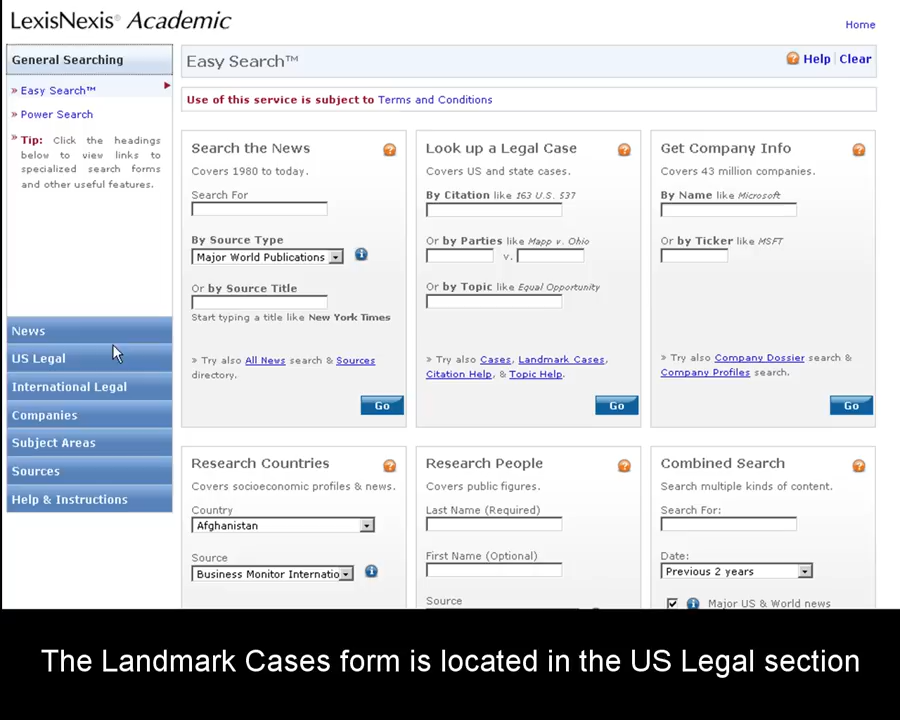 LexisNexis® Academic
Home
General Searching
» Easy Search™
» Power Search
» Tip: Click the headings
below to view links to
specialized search forms
and other useful features.
News
US Legal
International Legal
Companies
Subject Areas
Sources
Help & Instructions
Easy Search™
? Help | Clear
Use of this service is subject to Terms and Conditions
Search the News ?
Covers 1980 to today.
Search For
By Source Type
Major World Publications i
Or by Source Title
Start typing a title like New York Times
» Try also All News search & Sources
directory.
Go
Look up a Legal Case ?
Covers US and state cases.
By Citation like 163 U.S. 537
Or by Parties like Mapp v. Ohio
v.
Or by Topic like Equal Opportunity
» Try also Cases, Landmark Cases,
Citation Help, & Topic Help.
Go
Get Company Info ?
Covers 43 million companies.
By Name like Microsoft
Or by Ticker like MSFT
» Try also Company Dossier search &
Company Profiles search.
Go
Research Countries ?
Covers socioeconomic profiles & news.
Country
Afghanistan
Source
Business Monitor Internatio i
Research People ?
Covers public figures.
Last Name (Required)
First Name (Optional)
Source
Combined Search ?
Search multiple kinds of content.
Search For:
Date:
Previous 2 years
i Major US & World news
The Landmark Cases form is located in the US Legal section